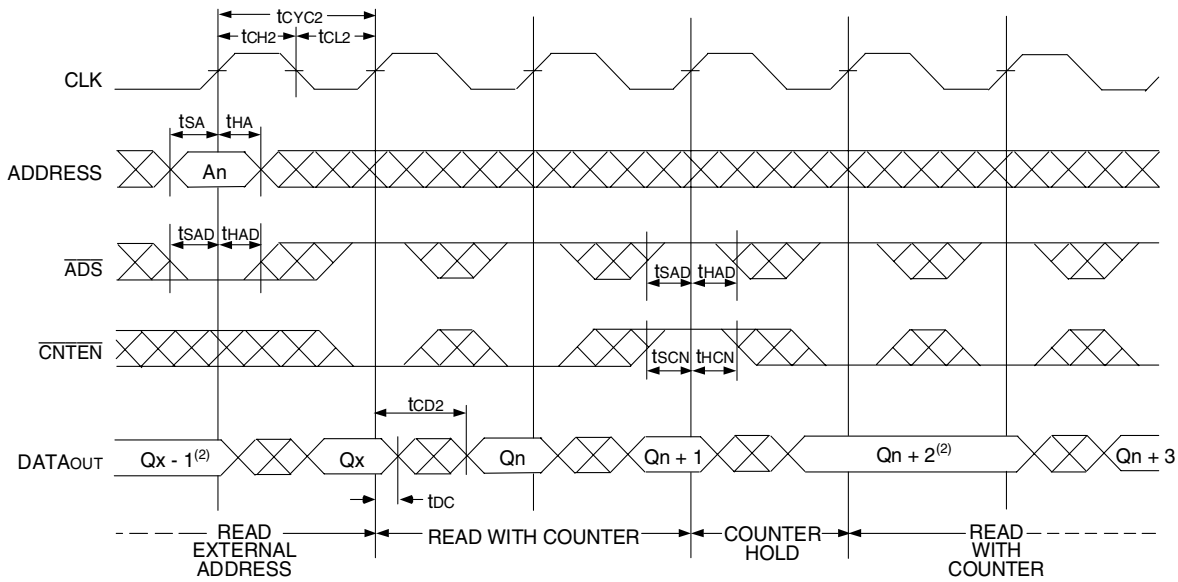 tCYC2
tCH2 tCL2
CLK
tSA tHA
ADDRESS An
tSAD tHAD
ADS
tSAD tHAD
CNTEN
tSCN tHCN
tCD2
DATAOUT Qx - 1(2) Qx Qn Qn + 1 Qn + 2(2) Qn + 3
tDC
READ EXTERNAL ADDRESS
READ WITH COUNTER
COUNTER HOLD
READ WITH COUNTER